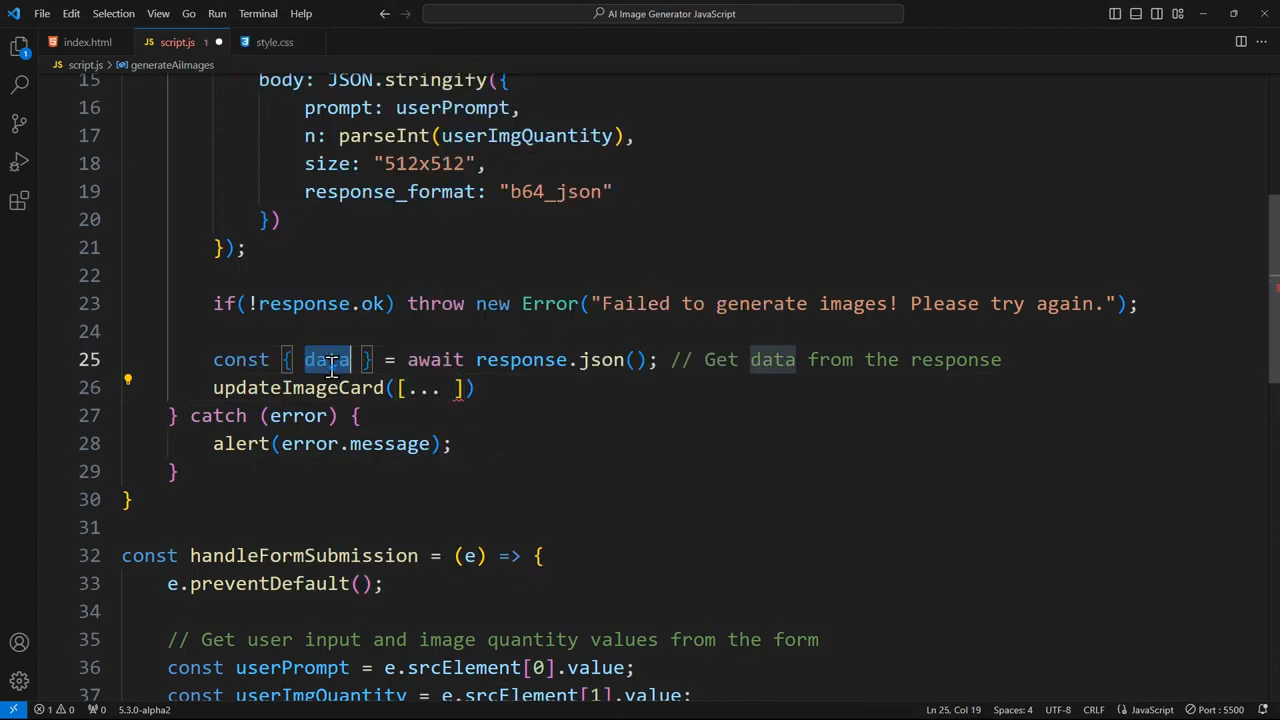 File Edit Selection View Go Run Terminal Help
AI Image Generator JavaScript
index.html
script.js 1
style.css
JS script.js > generateAiImages
15 body: JSON.stringify({
16 prompt: userPrompt,
17 n: parseInt(userImgQuantity),
18 size: "512x512",
19 response_format: "b64_json"
20 })
21 });
22
23 if(!response.ok) throw new Error("Failed to generate images! Please try again.");
24
25 const { data } = await response.json(); // Get data from the response
26 updateImageCard([... ])
27 } catch (error) {
28 alert(error.message);
29 }
30 }
31
32 const handleFormSubmission = (e) => {
33 e.preventDefault();
34
35 // Get user input and image quantity values from the form
36 const userPrompt = e.srcElement[0].value;
37 const userImgQuantity = e.srcElement[1].value;
1 0 0 5.3.0-alpha2 Ln 25, Col 19 Spaces: 4 UTF-8 CRLF {} JavaScript Port : 5500